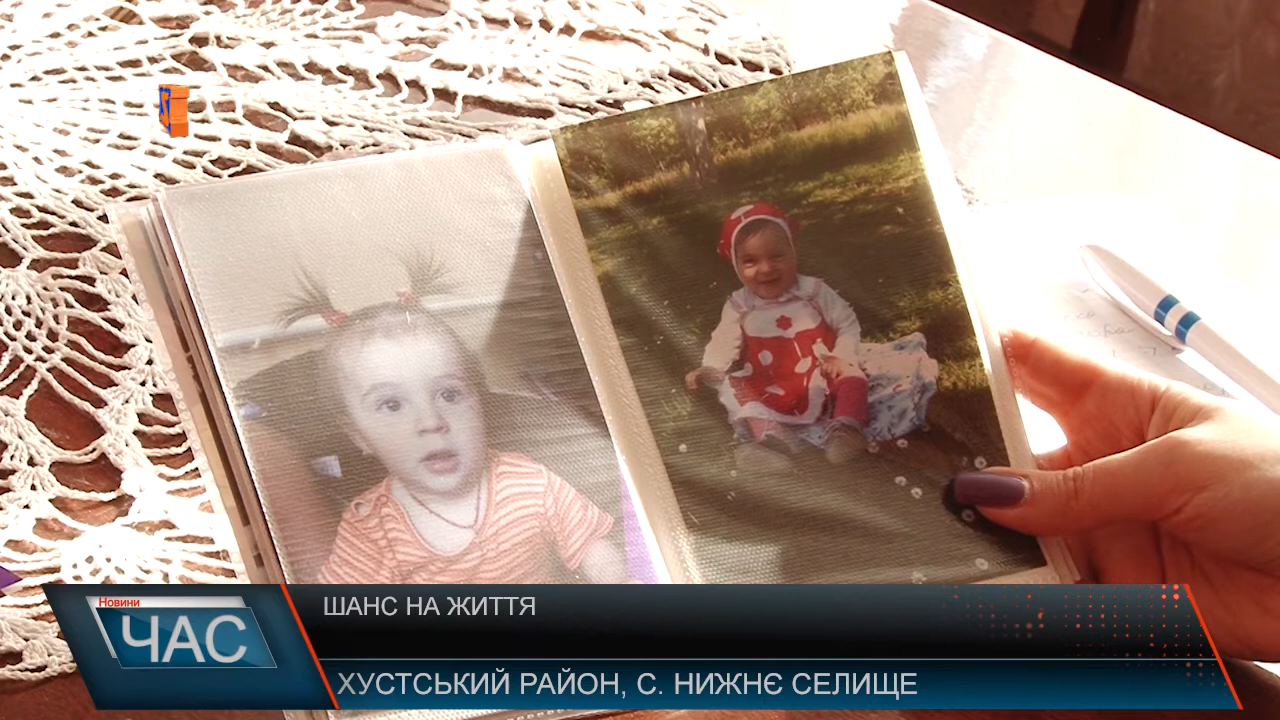 Новини
ЧАС
ШАНС НА ЖИТТЯ
ХУСТСЬКИЙ РАЙОН, С. НИЖНЄ СЕЛИЩЕ